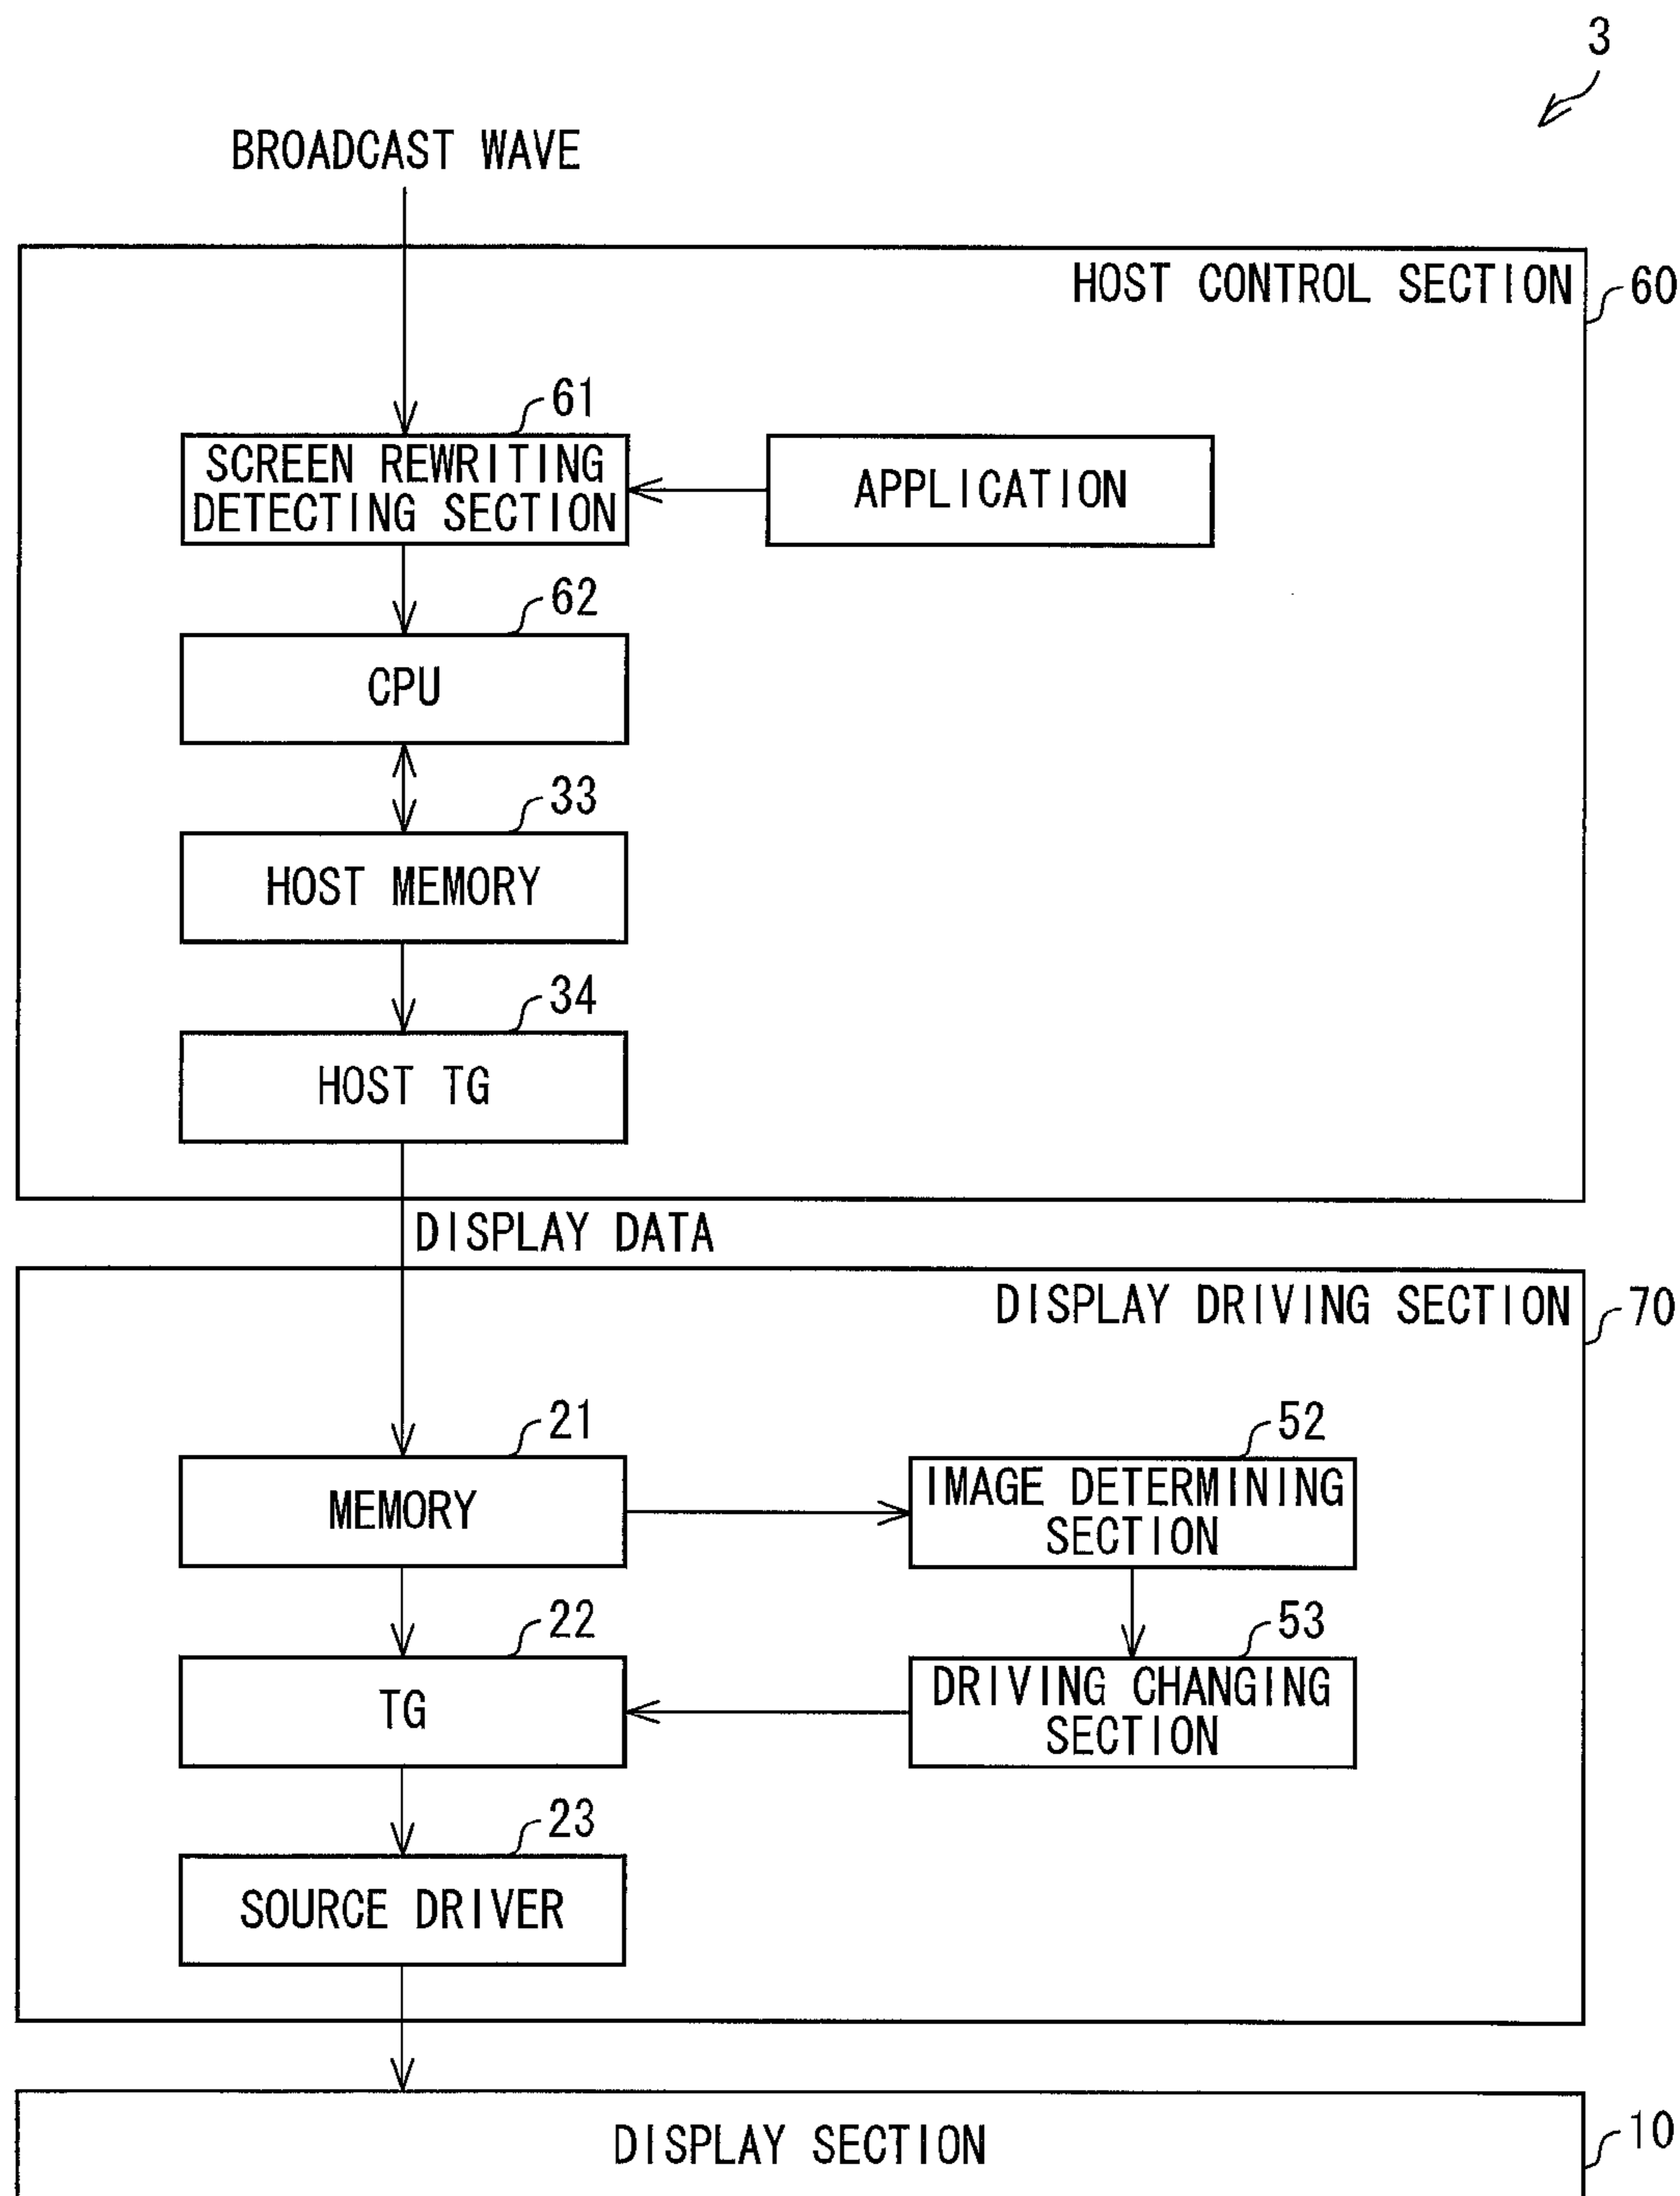 3
BROADCAST WAVE
HOST CONTROL SECTION
60
61
SCREEN REWRITING
DETECTING SECTION
APPLICATION
62
CPU
33
HOST MEMORY
34
HOST TG
DISPLAY DATA
DISPLAY DRIVING SECTION
70
21
MEMORY
52
IMAGE DETERMINING
SECTION
22
TG
53
DRIVING CHANGING
SECTION
23
SOURCE DRIVER
DISPLAY SECTION
10